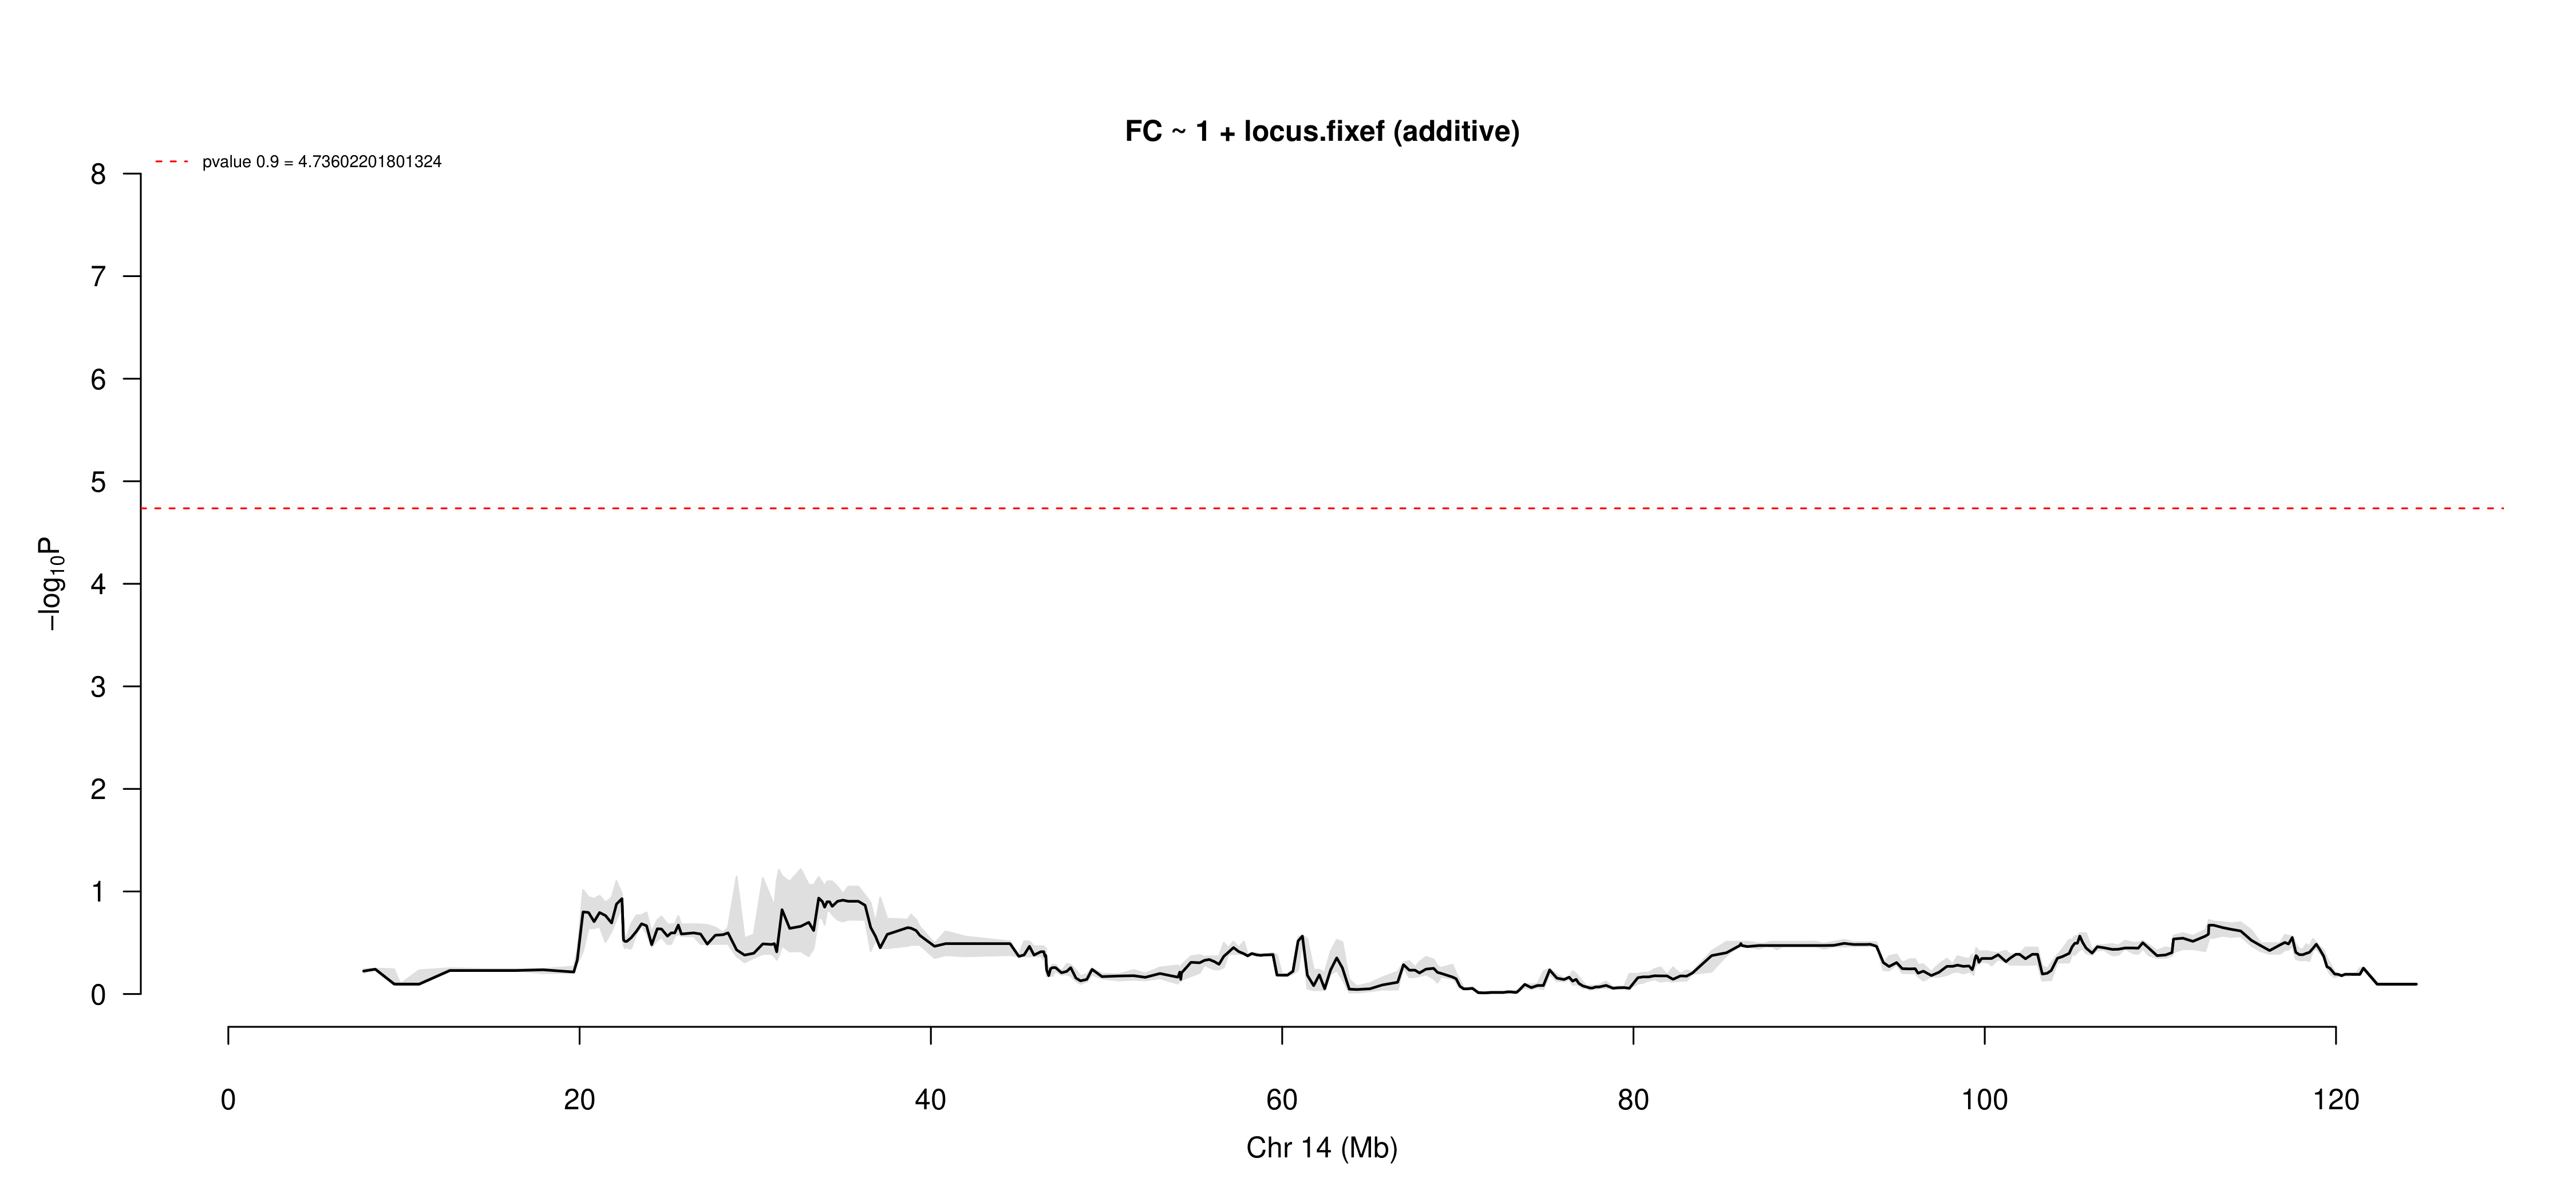 FC ~ 1 + locus.fixef (additive)
pvalue 0.9 = 4.73602201801324
8
7
6
5
4
3
2
1
0
−log10P
0 20 40 60 80 100 120
Chr 14 (Mb)